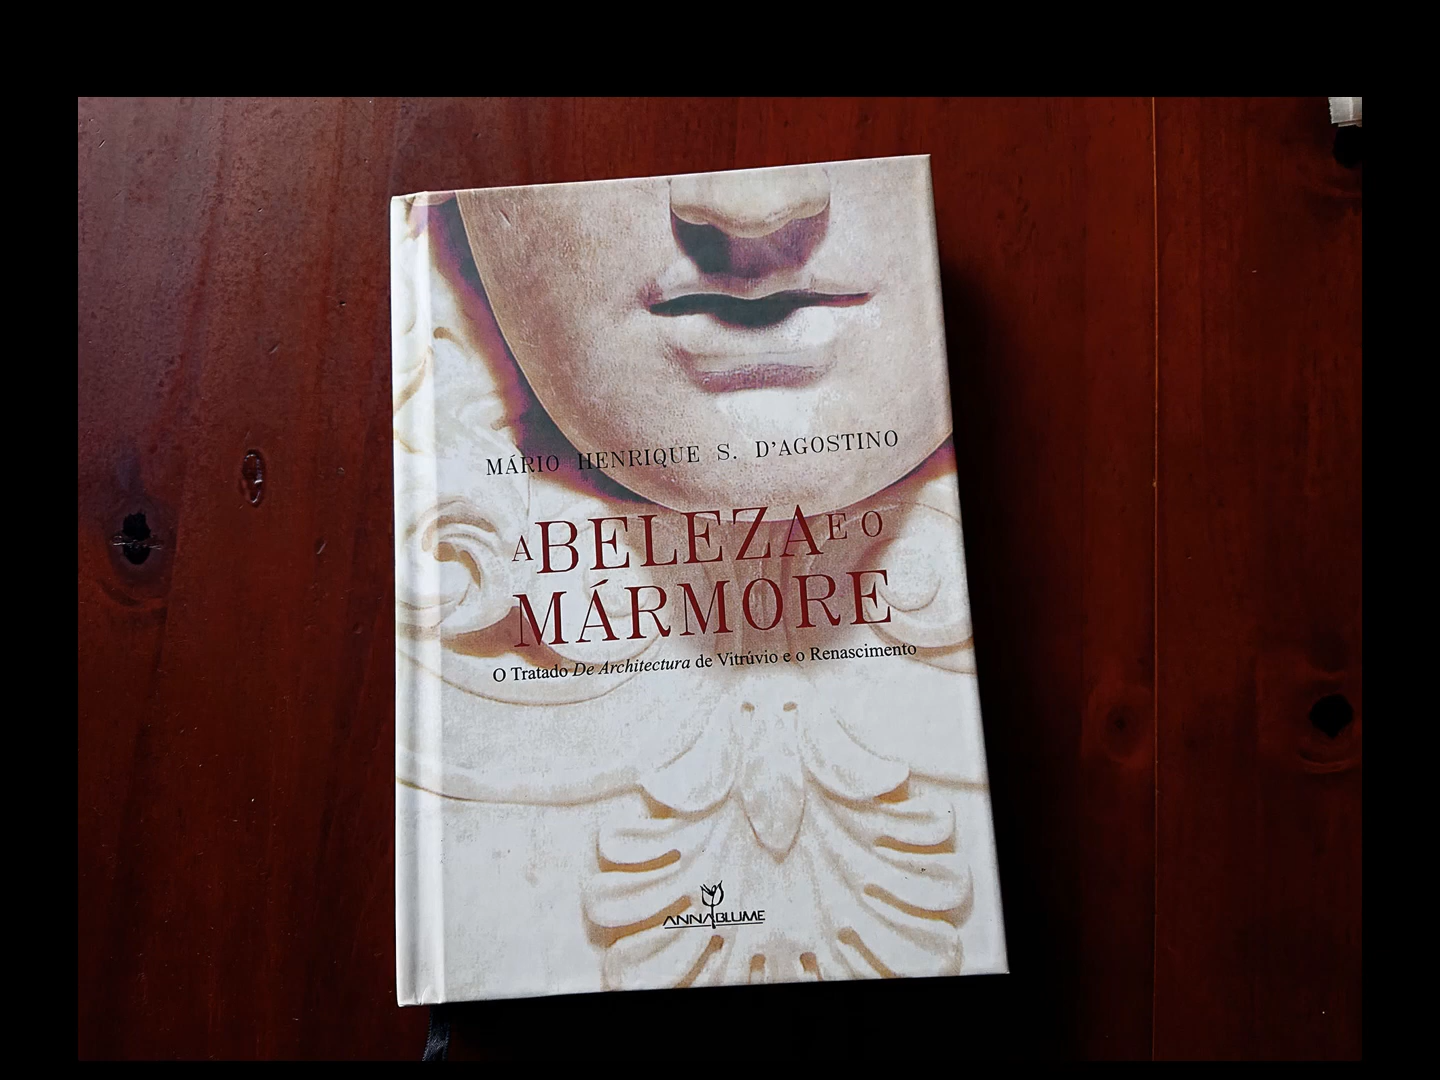 MÁRIO HENRIQUE S. D'AGOSTINO
A BELEZA E O
MÁRMORE
O Tratado De Architectura de Vitrúvio e o Renascimento
ANNABLUME